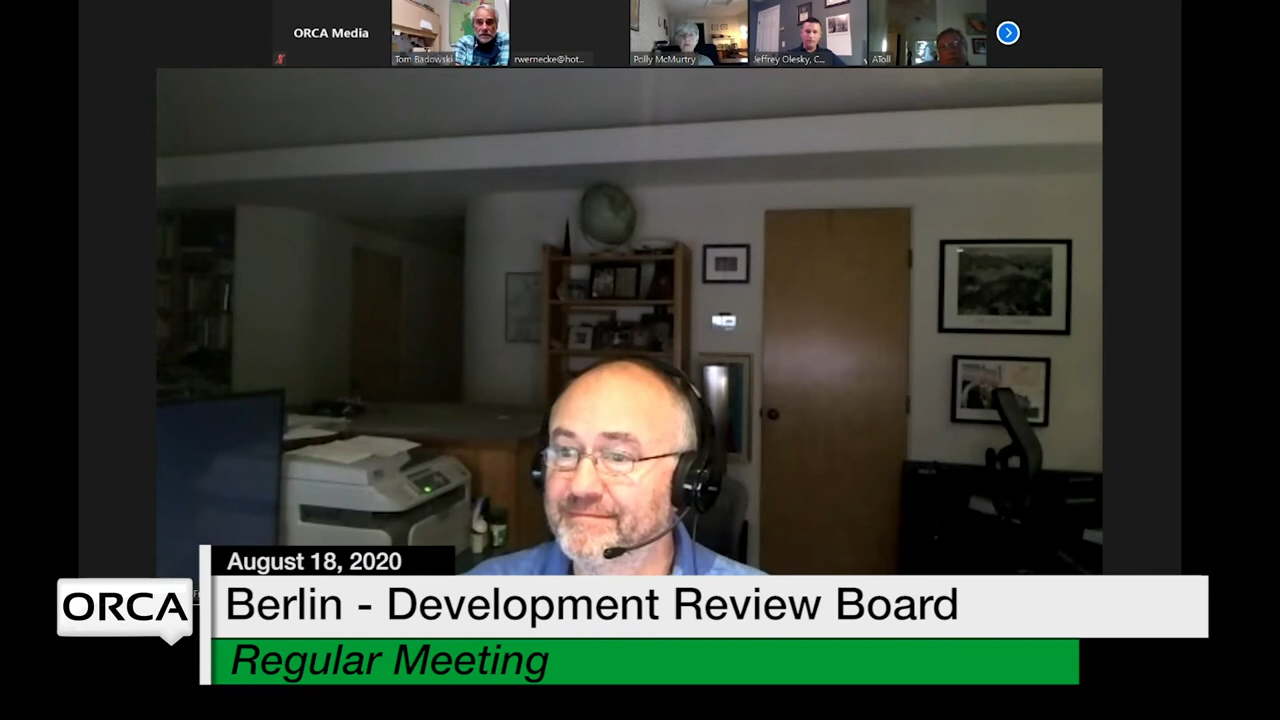 ORCA Media
Tom Badowski
rwernecke@hot...
Polly McMurtry
Jeffrey Olesky, C...
AToll
August 18, 2020
ORCA
Berlin - Development Review Board
Regular Meeting